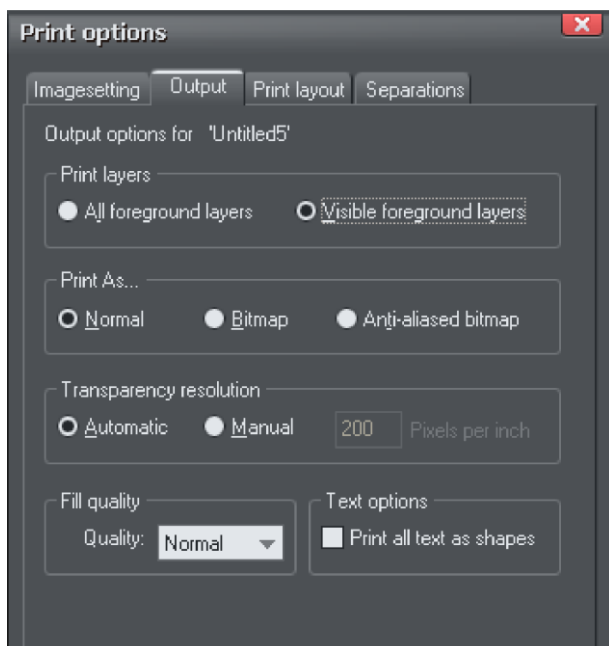 Print options
Imagesetting Output Print layout Separations
Output options for 'Untitled5'
Print layers
All foreground layers Visible foreground layers
Print As...
Normal Bitmap Anti-aliased bitmap
Transparency resolution
Automatic Manual 200 Pixels per inch
Fill quality Text options
Quality: Normal Print all text as shapes